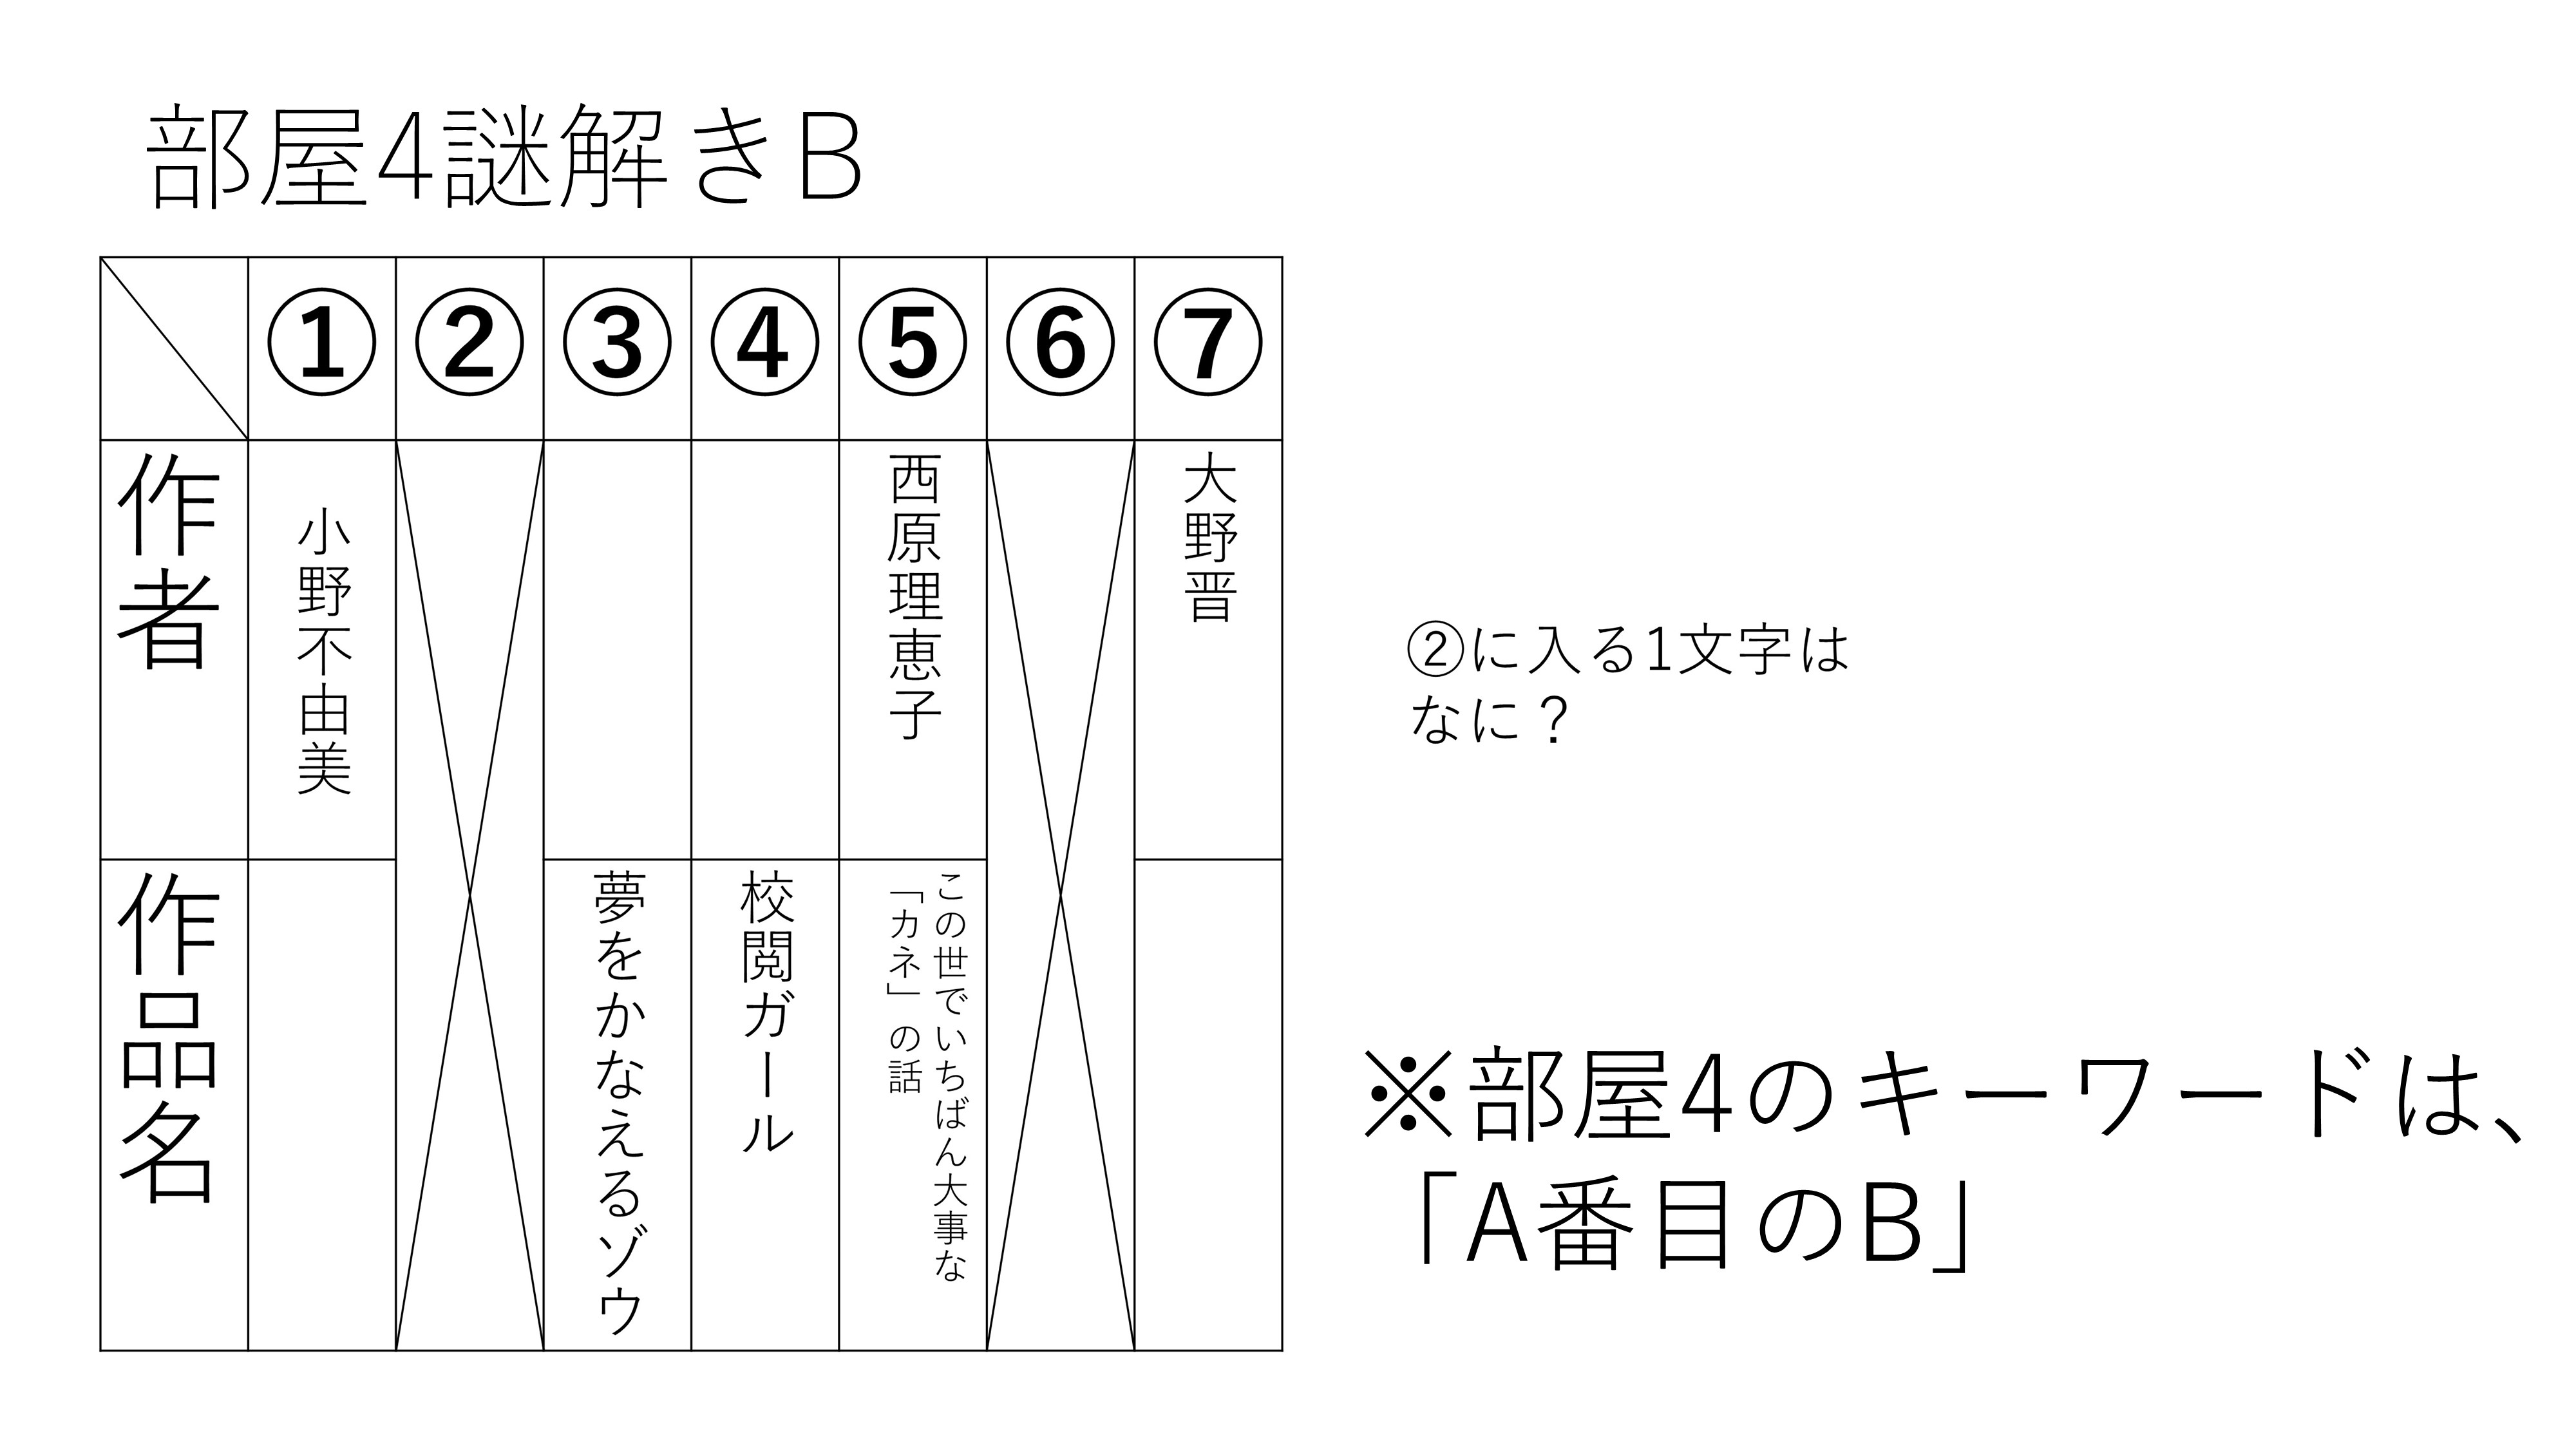 部屋4謎解きB
① ② ③ ④ ⑤ ⑥ ⑦
作者
小野不由美
西原理恵子
大野晋
作品名
夢をかなえるゾウ
校閲ガール
この世でいちばん大事な
「カネ」の話
②に入る1文字は
なに？
※部屋4のキーワードは、
「A番目のB」